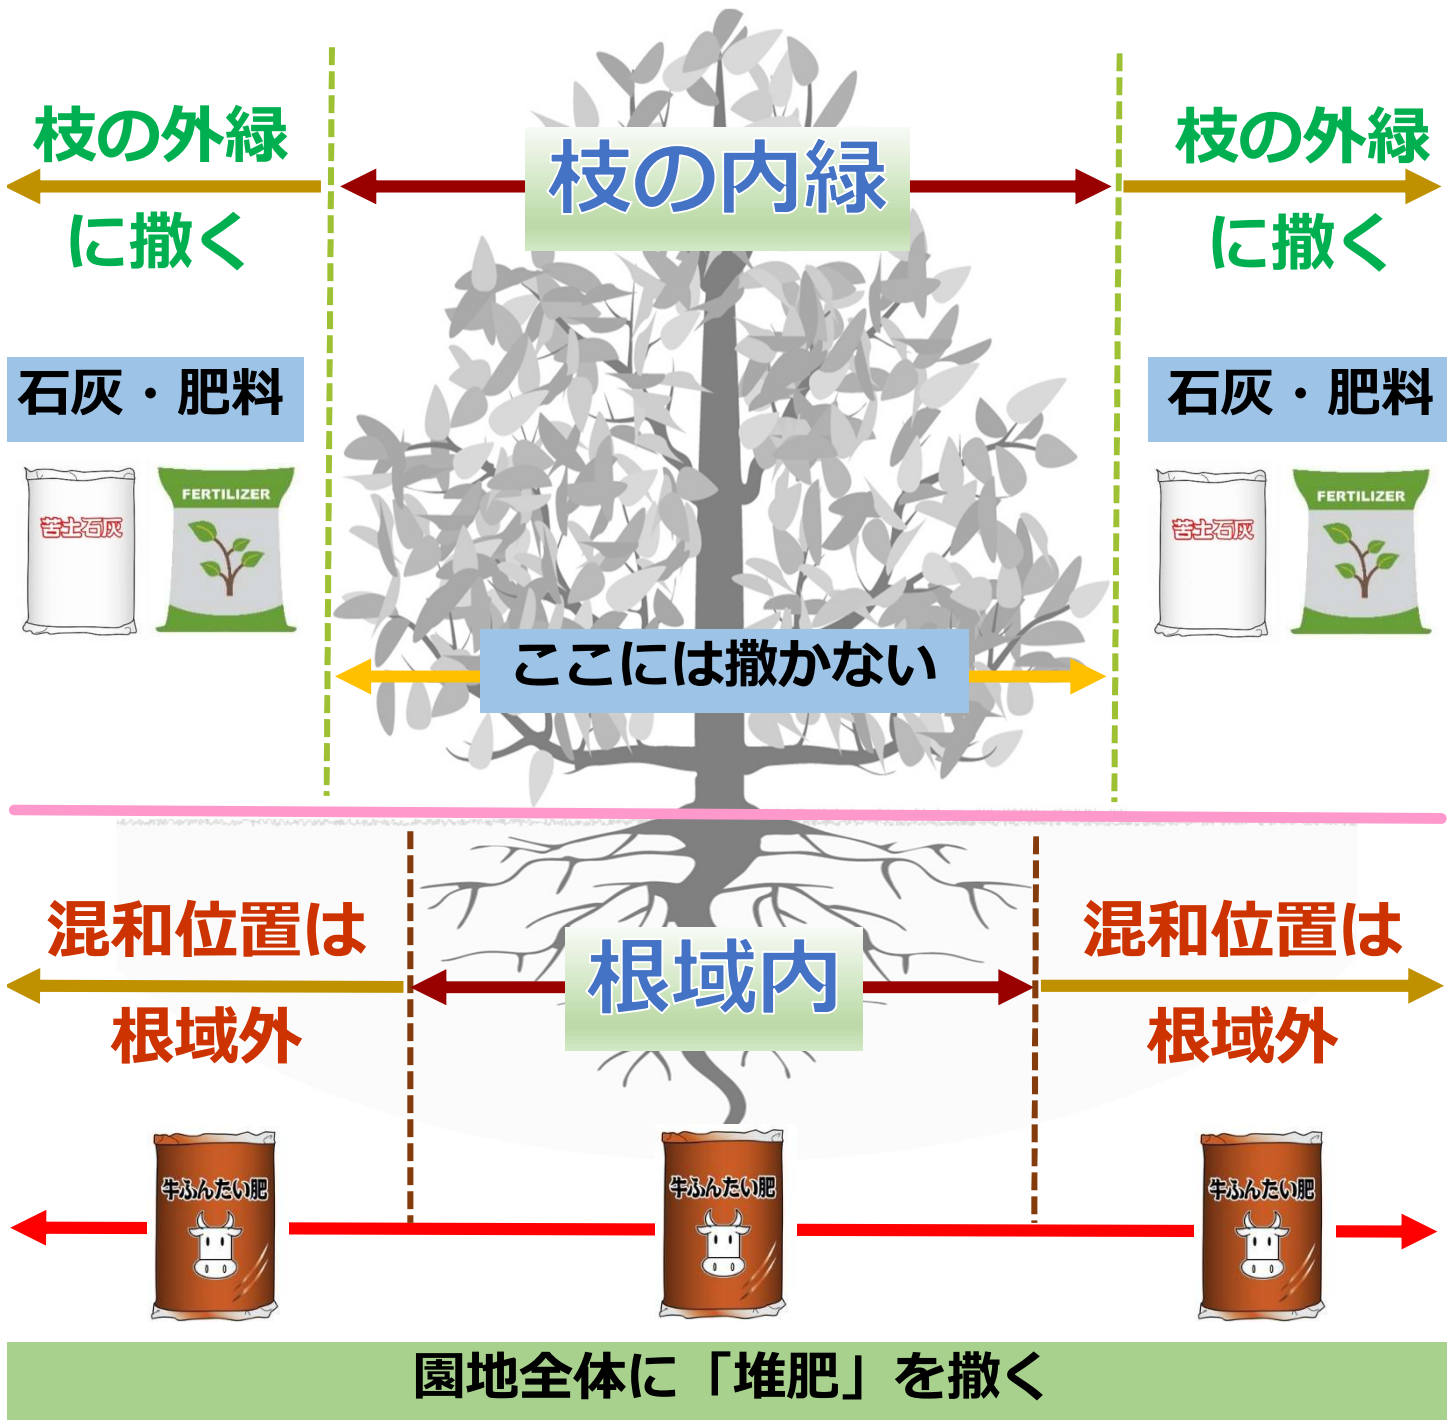 枝の外緑
に撒く
枝の内緑
枝の外緑
に撒く
石灰・肥料
石灰・肥料
苦土石灰
FERTILIZER
苦土石灰
FERTILIZER
ここには撒かない
混和位置は
根域外
根域内
混和位置は
根域外
牛ふんたい肥
牛ふんたい肥
牛ふんたい肥
園地全体に「堆肥」を撒く